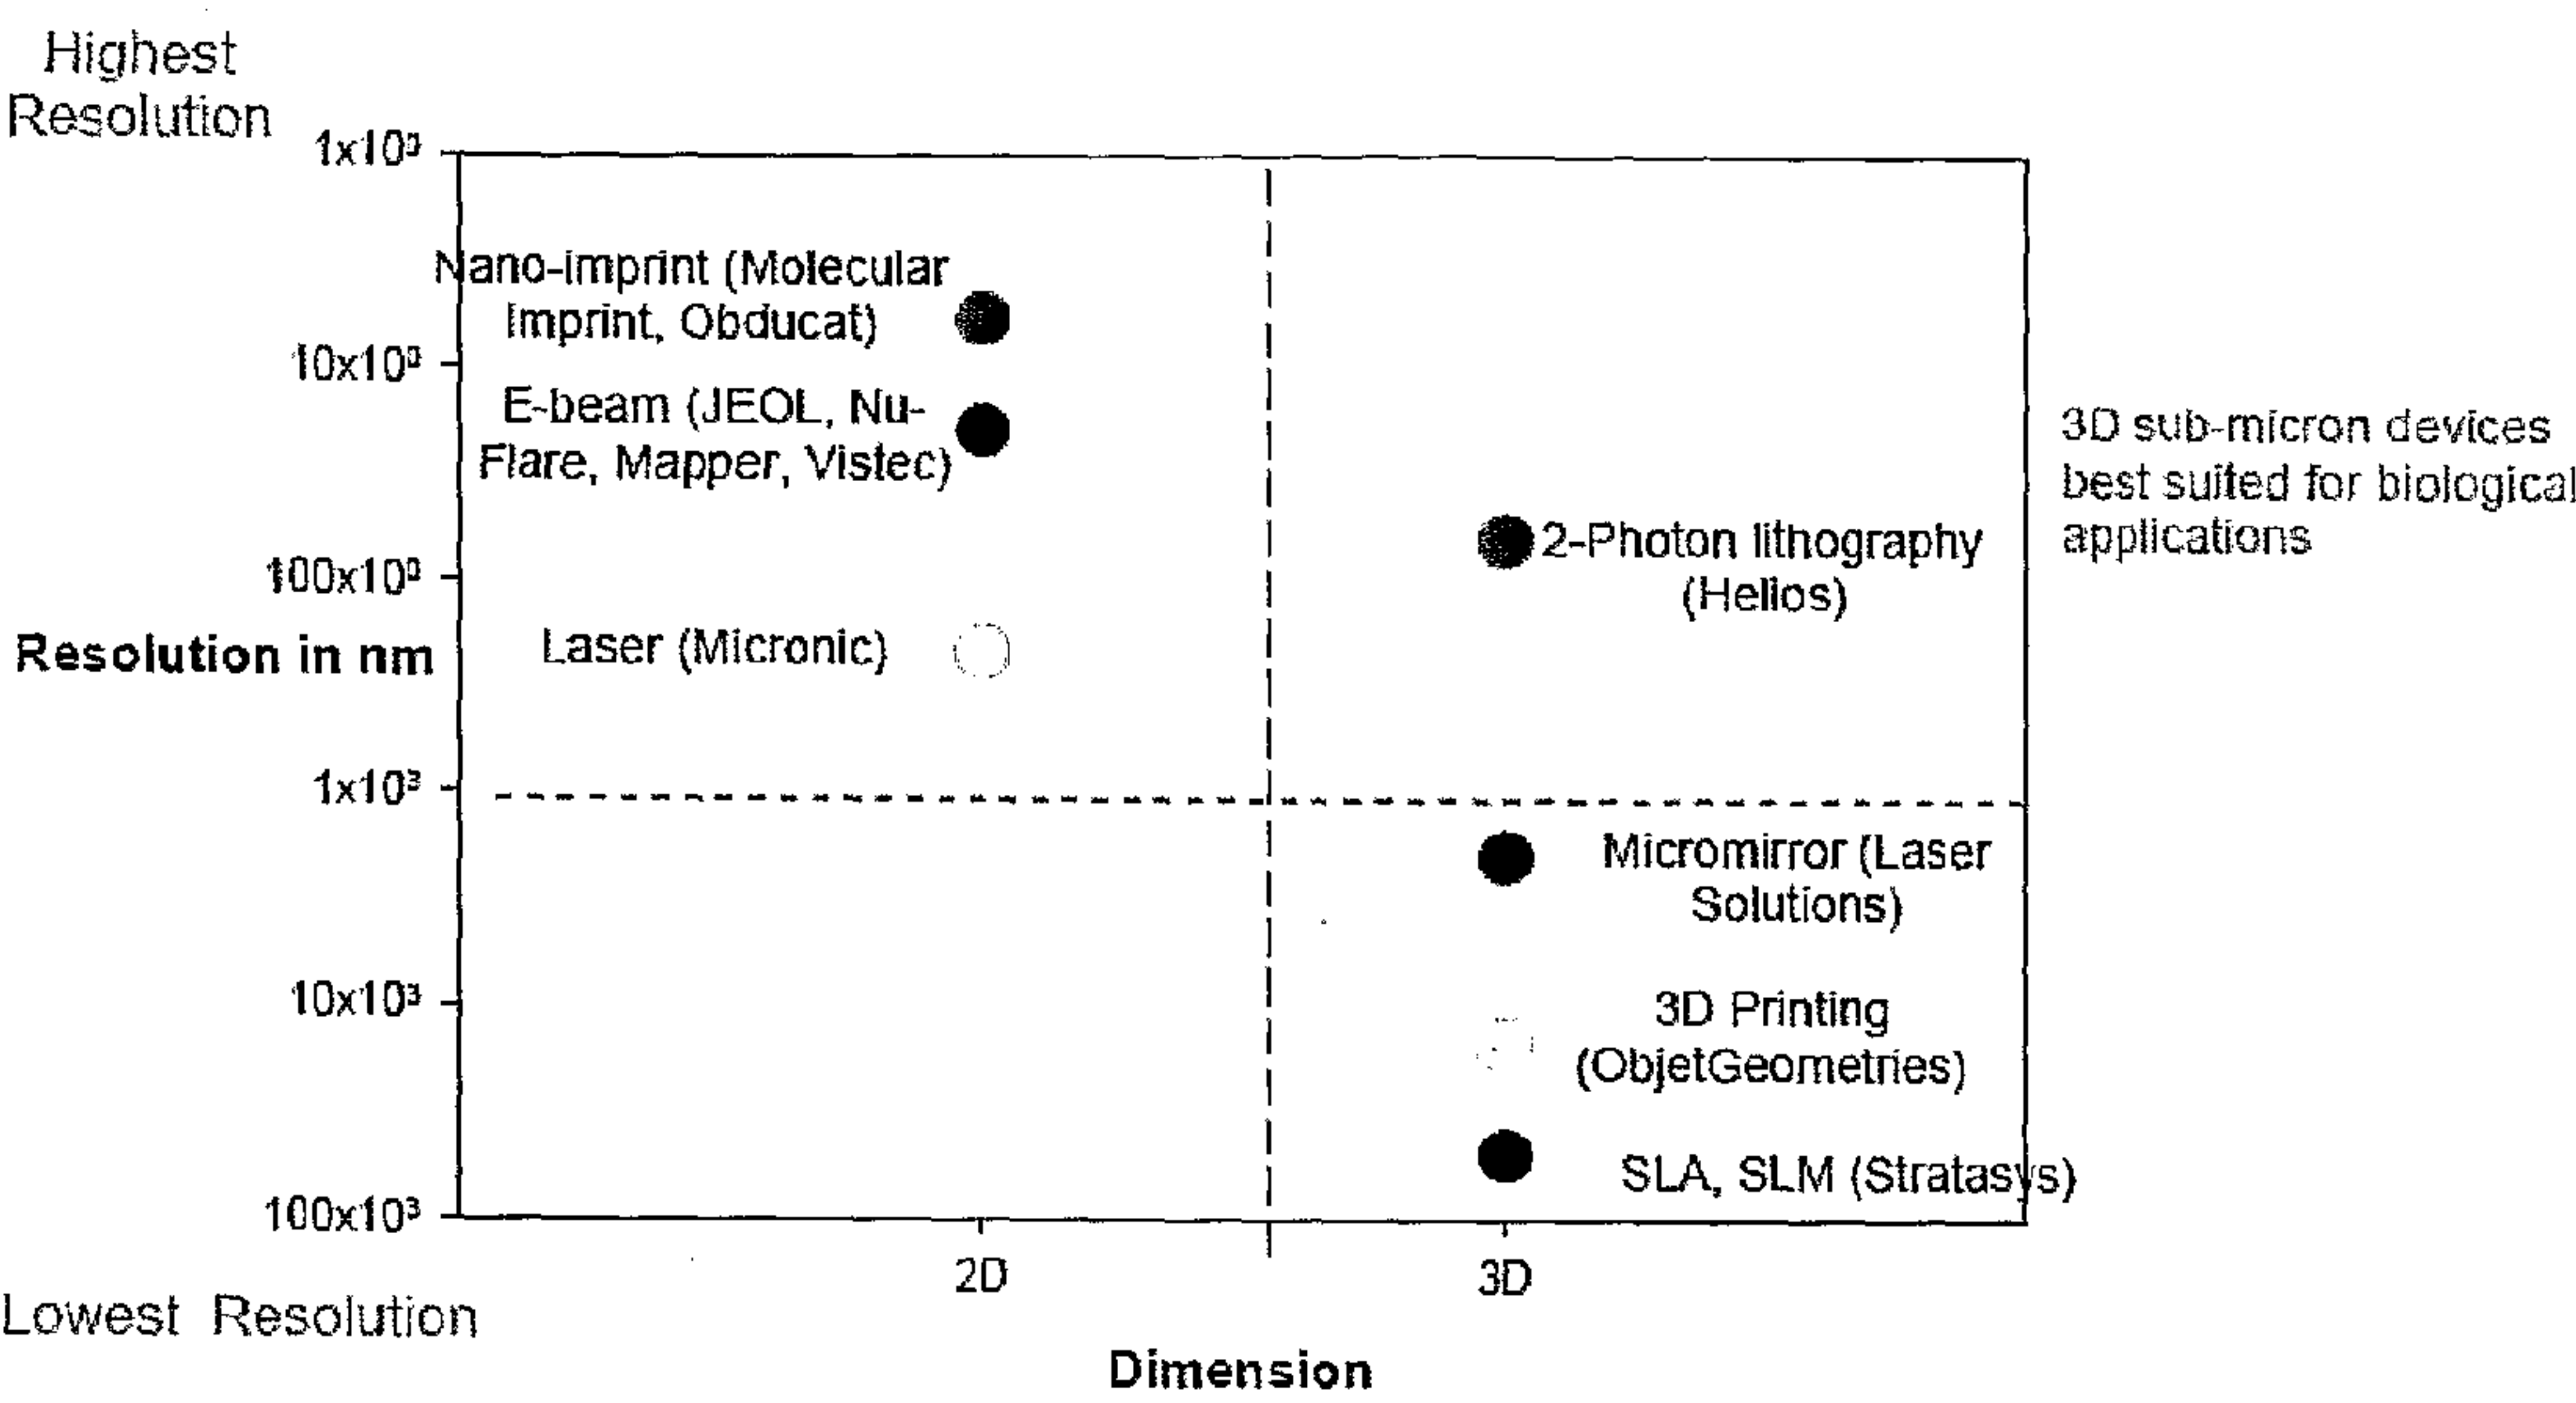 Highest
Resolution
1x10⁰
Nano-imprint (Molecular
Imprint, Obducat)
10x10⁰
E-beam (JEOL, Nu-
Flare, Mapper, Vistec)
3D sub-micron devices
best suited for biological
applications
2-Photon lithography
(Helios)
100x10⁰
Resolution in nm
Laser (Micronic)
1x10³
Micromirror (Laser
Solutions)
10x10³
3D Printing
(ObjetGeometries)
SLA, SLM (Stratasys)
100x10³
2D
3D
Lowest Resolution
Dimension